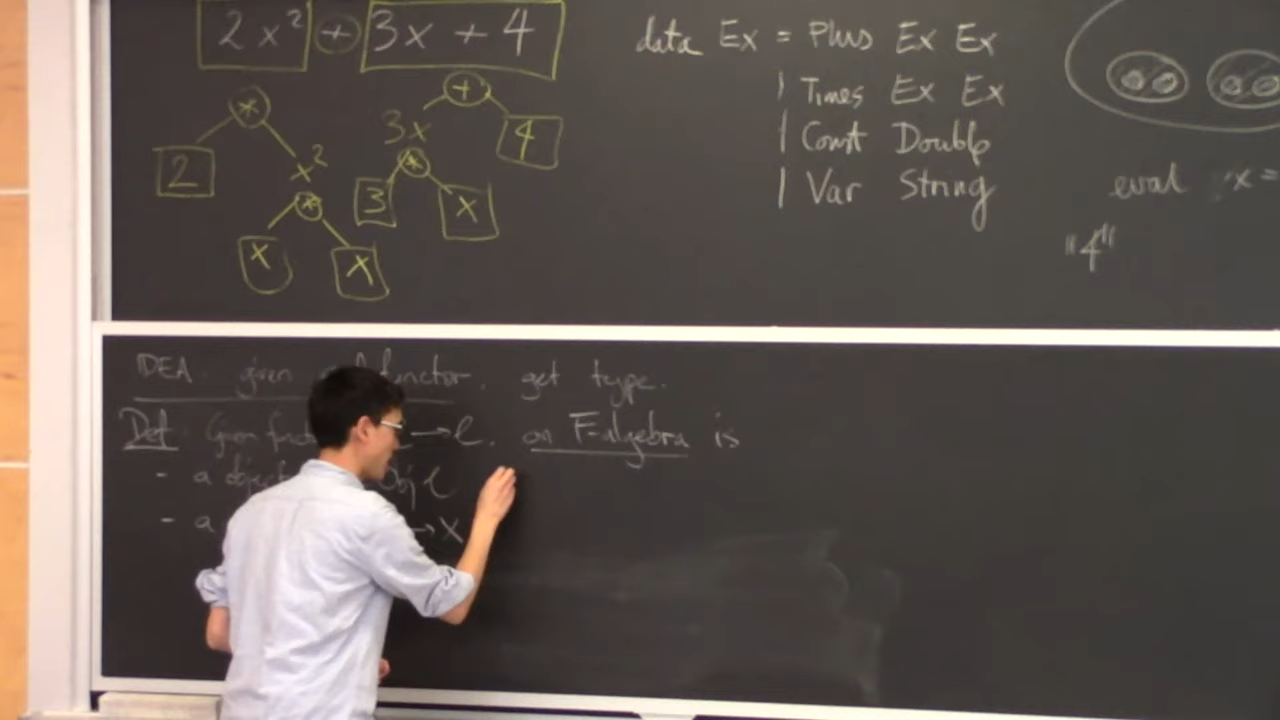 2x² + 3x + 4
* +
2 x² 3x 4
* *
3 x
x x
data Ex = Plus Ex Ex
| Times Ex Ex
| Const Double
| Var String
eval x =
"4"
IDEA. given functor, get type.
Def Given → C, an F-algebra is
- a object Obj C
- a → X